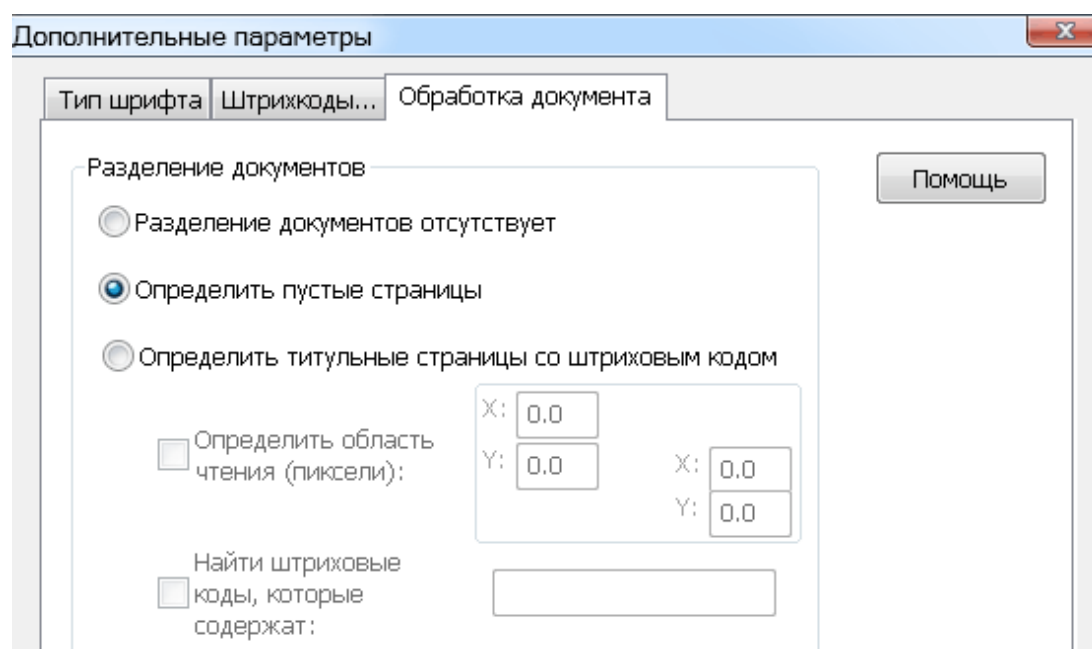 Дополнительные параметры
Тип шрифта Штрихкоды... Обработка документа
Разделение документов
Помощь
Разделение документов отсутствует
Определить пустые страницы
Определить титульные страницы со штриховым кодом
X: 0.0
Определить область
чтения (пиксели):
Y: 0.0
X: 0.0
Y: 0.0
Найти штриховые
коды, которые
содержат: